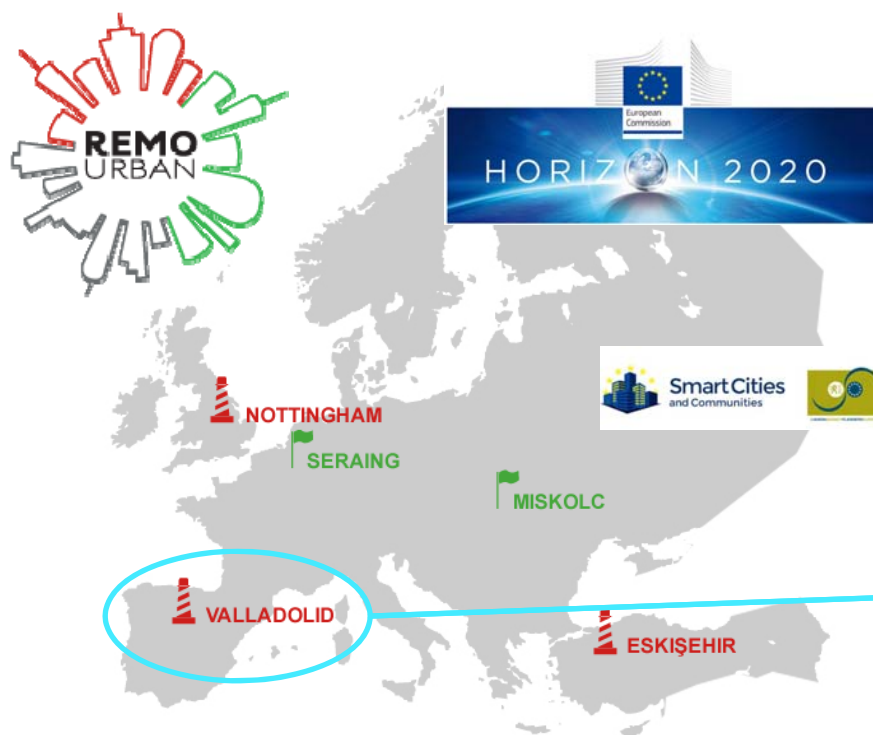 REMO
URBAN
European
Commission
HORIZON 2020
Smart Cities
and Communities
NOTTINGHAM
SERAING
MISKOLC
VALLADOLID
ESKIŞEHIR